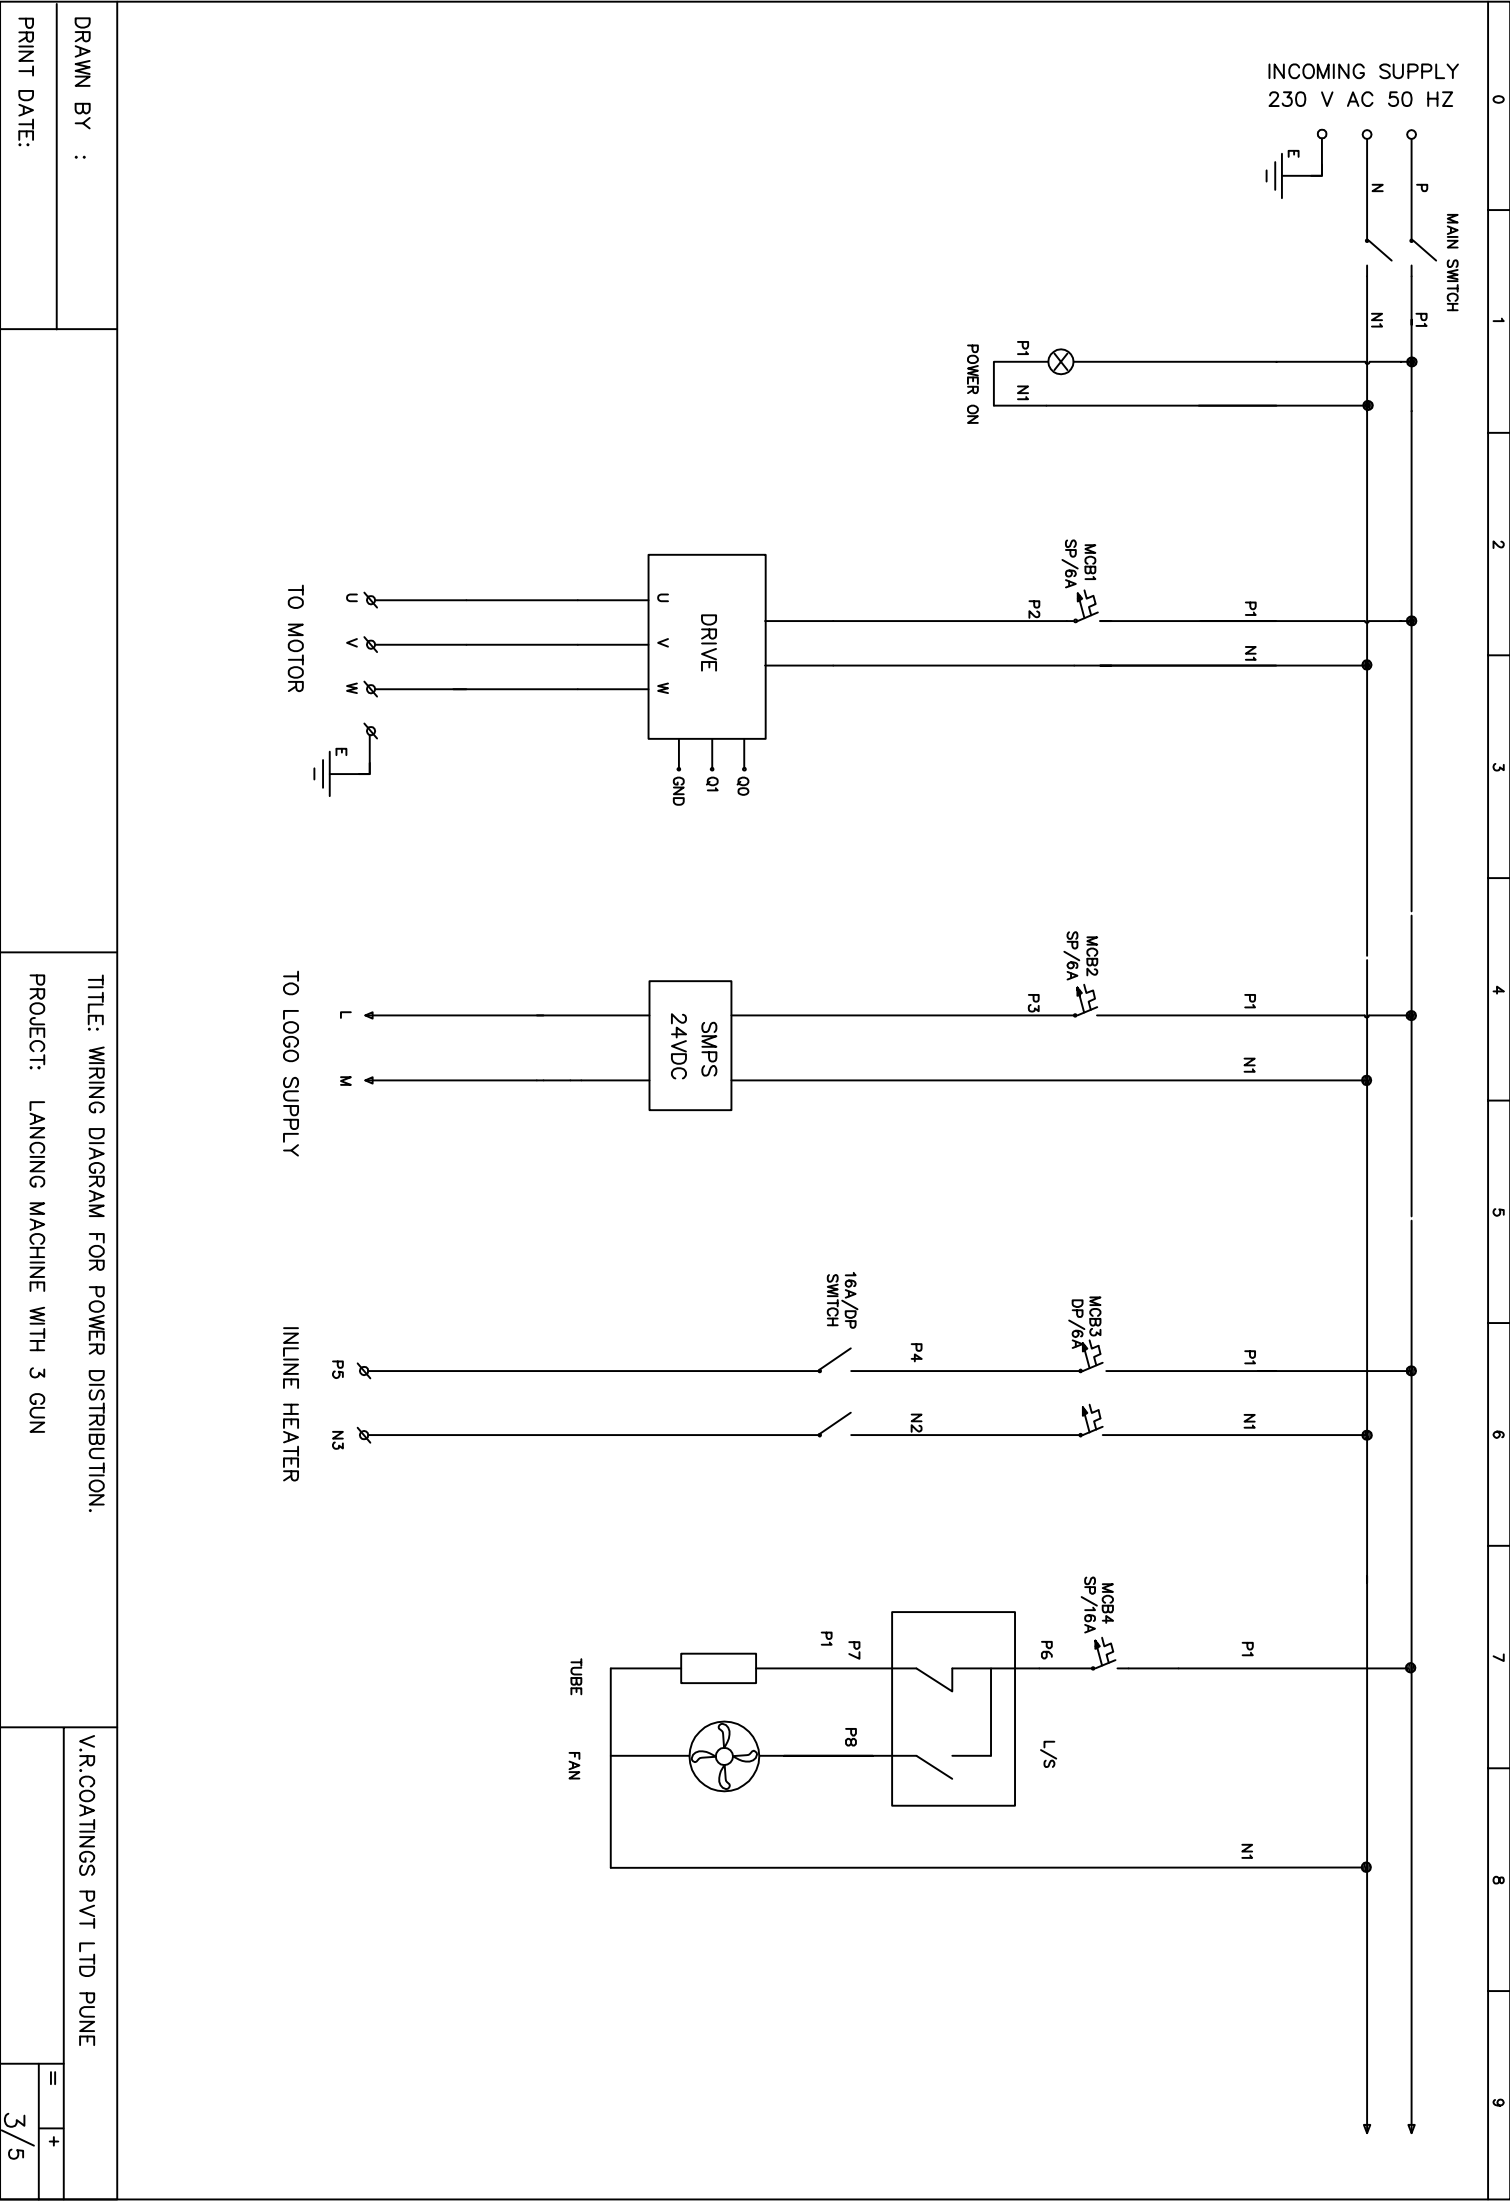 0
1
2
3
4
5
6
7
8
9
INCOMING SUPPLY
230 V AC 50 HZ
MAIN SWITCH
P
P1
N
N1
E
P1
N1
POWER ON
P1
N1
MCB1
SP/6A
P2
DRIVE
U
V
W
Q0
Q1
GND
U
V
W
E
TO MOTOR
P1
N1
MCB2
SP/6A
P3
SMPS
24VDC
L
M
TO LOGO SUPPLY
P1
N1
MCB3
DP/6A
P4
N2
16A/DP
SWITCH
P5
N3
INLINE HEATER
P1
N1
MCB4
SP/16A
P6
L/S
P7
P8
P1
TUBE
FAN
DRAWN BY :
PRINT DATE:
TITLE: WIRING DIAGRAM FOR POWER DISTRIBUTION.
PROJECT: LANCING MACHINE WITH 3 GUN
V.R.COATINGS PVT LTD PUNE
=
+
3/5